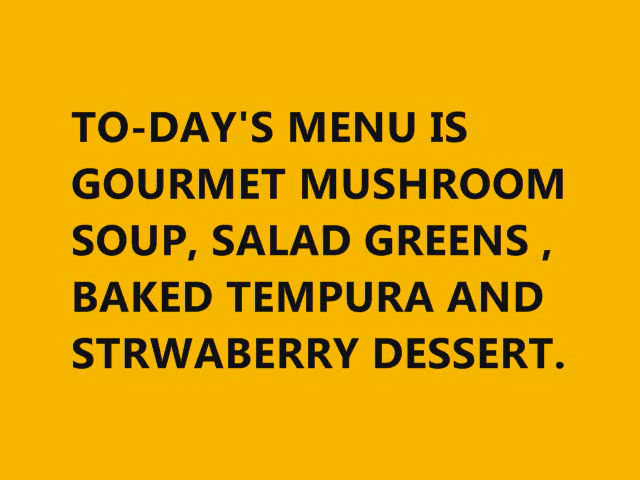 TO-DAY'S MENU IS
GOURMET MUSHROOM
SOUP, SALAD GREENS ,
BAKED TEMPURA AND
STRWABERRY DESSERT.